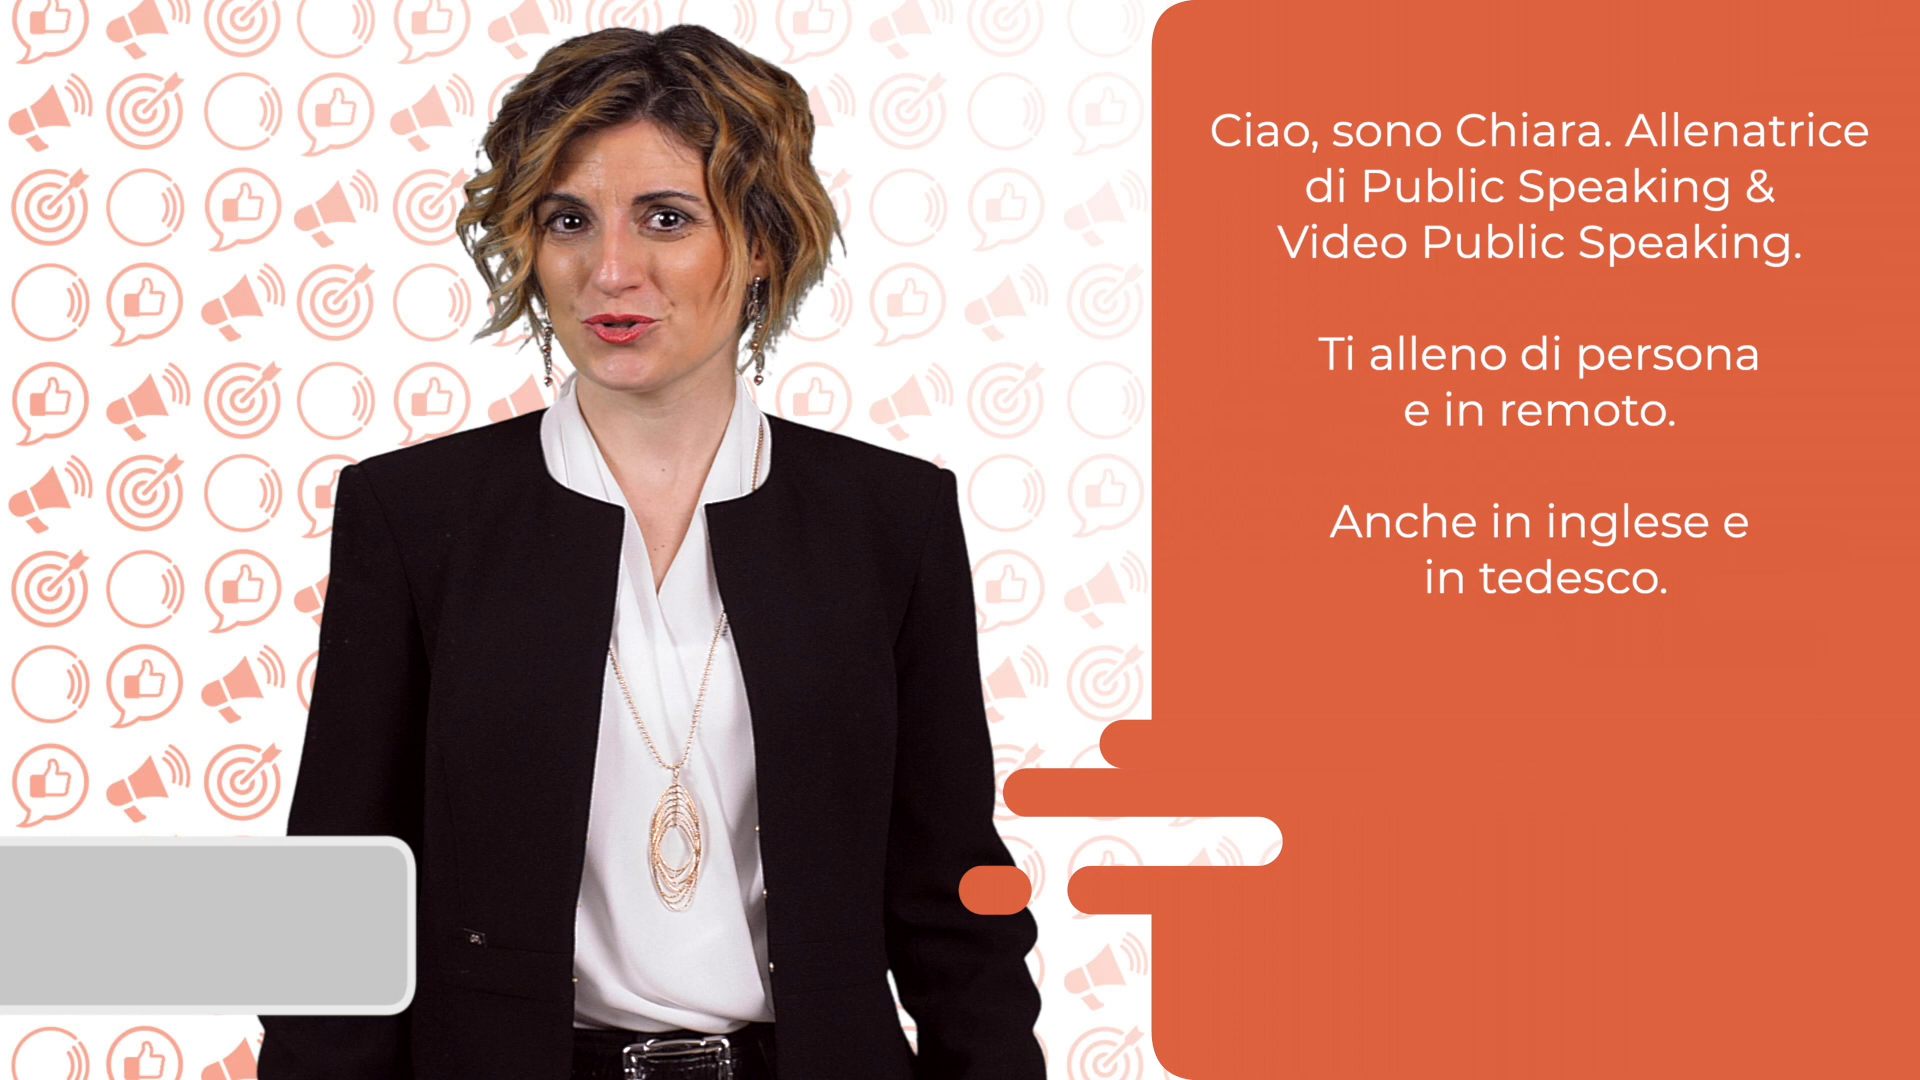 Ciao, sono Chiara. Allenatrice
di Public Speaking &
Video Public Speaking.
Ti alleno di persona
e in remoto.
Anche in inglese e
in tedesco.